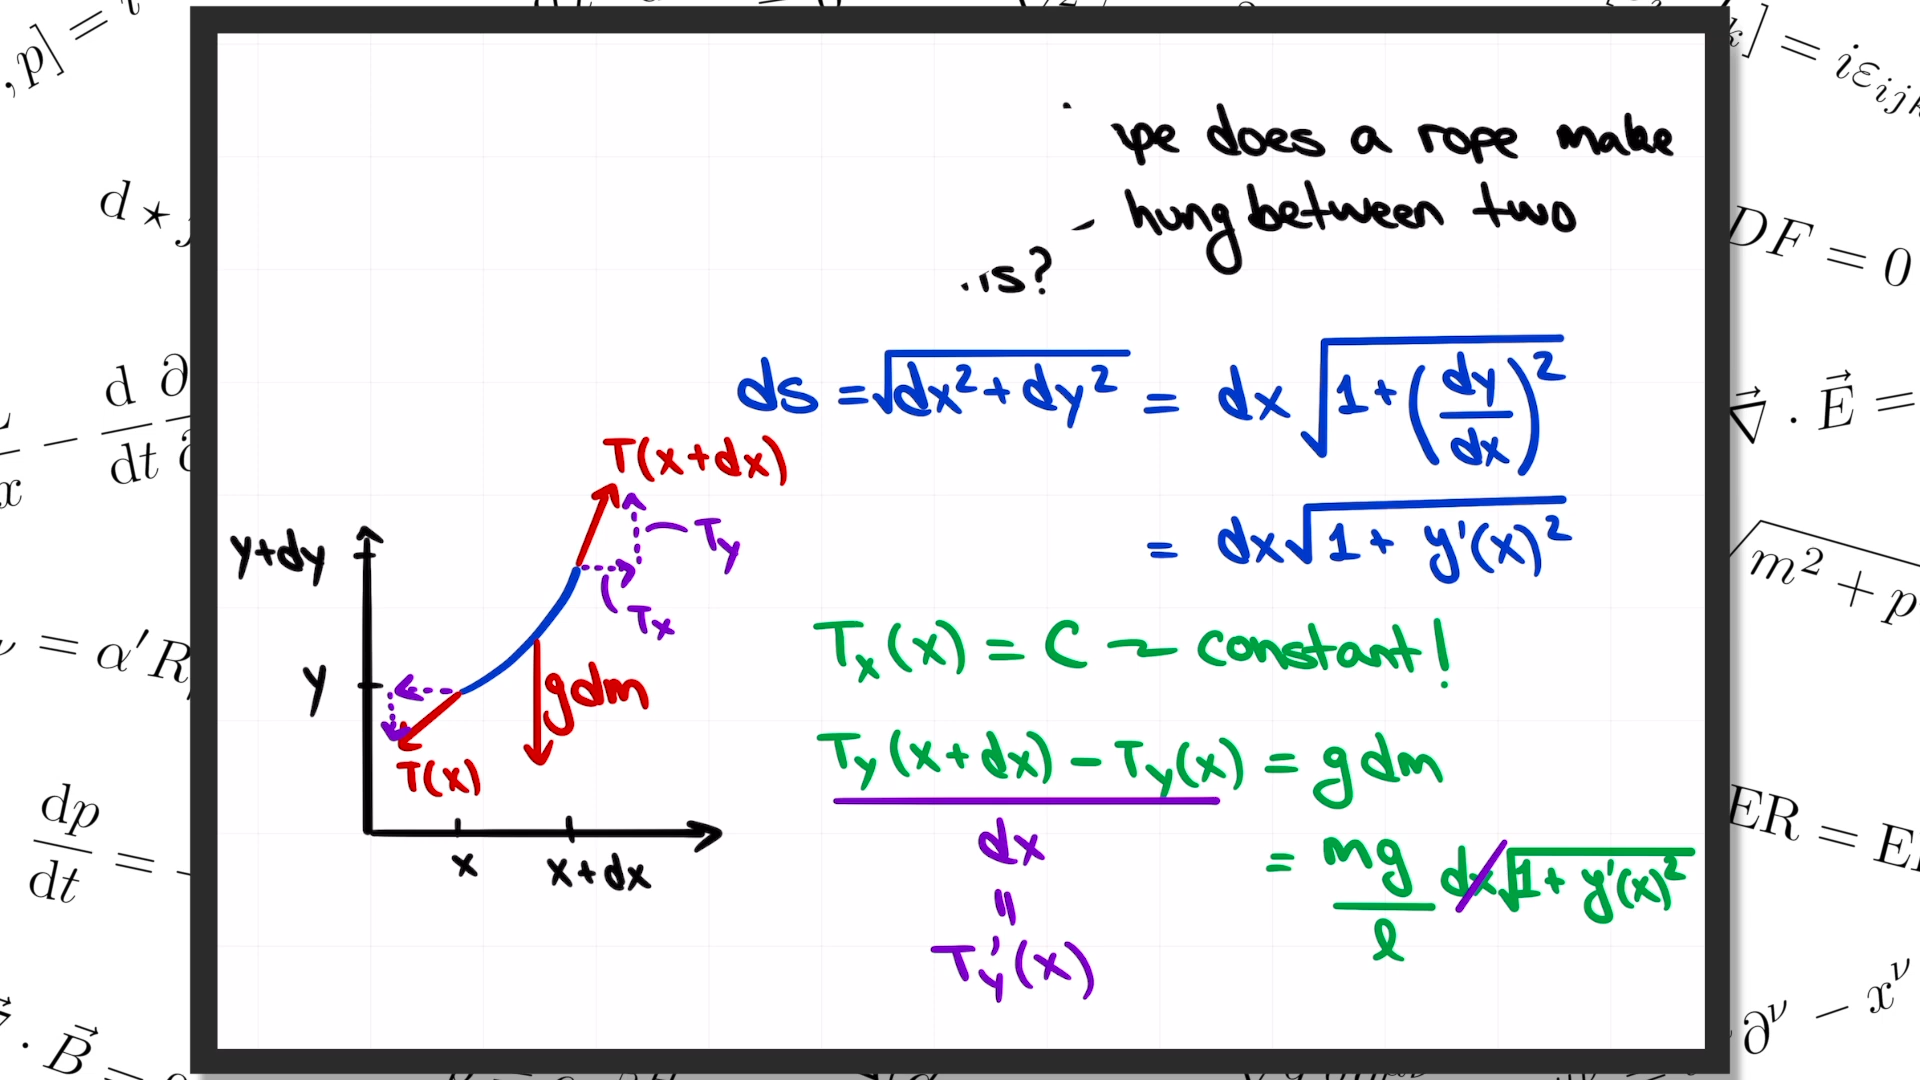 pe does a rope make
hung between two
is?
ds = √dx² + dy² = dx √1 + (dy/dx)²
= dx √1 + y'(x)²
T(x+dx)
Ty
Tx
y+dy
y
gdm
T(x)
x
x+dx
Tx(x) = C ~ constant!
Ty(x+dx) - Ty(x) = gdm
dx
= mg/ℓ dx √1 + y'(x)²
"
Ty'(x)
, p] =
d ⋆
d ∂
dt
x
= α'R
dp
dt
=
· B⃗ =
k] = iε_ijk
DF = 0
∇⃗ · E⃗ =
m² + p
ER = E
∂^ν − x^ν